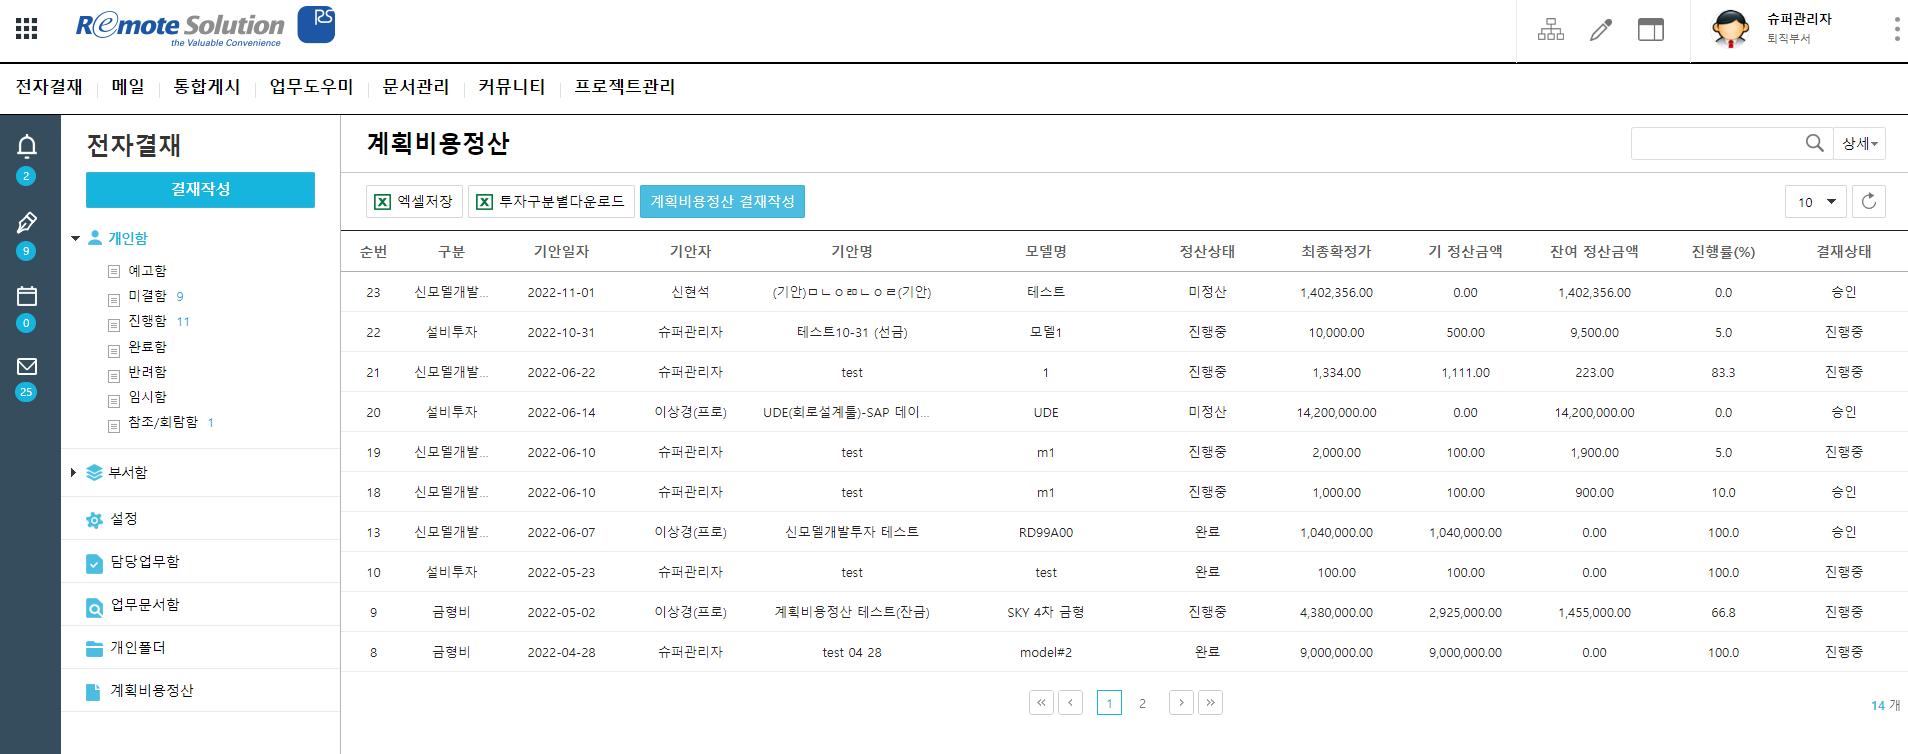 Remote Solution
the Valuable Convenience
RS
슈퍼관리자
퇴직부서
전자결재 메일 통합게시 업무도우미 문서관리 커뮤니티 프로젝트관리
2
9
0
25
전자결재
결재작성
개인함
예고함
미결함 9
진행함 11
완료함
반려함
임시함
참조/회람함 1
부서함
설정
담당업무함
업무문서함
개인폴더
계획비용정산
계획비용정산
상세
엑셀저장 투자구분별다운로드 계획비용정산 결재작성
10
순번 구분 기안일자 기안자 기안명 모델명 정산상태 최종확정가 기 정산금액 잔여 정산금액 진행률(%) 결재상태
23 신모델개발... 2022-11-01 신현석 (기안)ㅁㄴㅇㄻㄴㅇㄹ(기안) 테스트 미정산 1,402,356.00 0.00 1,402,356.00 0.0 승인
22 설비투자 2022-10-31 슈퍼관리자 테스트10-31 (선금) 모델1 진행중 10,000.00 500.00 9,500.00 5.0 진행중
21 신모델개발... 2022-06-22 슈퍼관리자 test 1 진행중 1,334.00 1,111.00 223.00 83.3 진행중
20 설비투자 2022-06-14 이상경(프로) UDE(회로설계툴)-SAP 데이... UDE 미정산 14,200,000.00 0.00 14,200,000.00 0.0 승인
19 신모델개발... 2022-06-10 슈퍼관리자 test m1 진행중 2,000.00 100.00 1,900.00 5.0 진행중
18 신모델개발... 2022-06-10 슈퍼관리자 test m1 진행중 1,000.00 100.00 900.00 10.0 승인
13 신모델개발... 2022-06-07 이상경(프로) 신모델개발투자 테스트 RD99A00 완료 1,040,000.00 1,040,000.00 0.00 100.0 승인
10 설비투자 2022-05-23 슈퍼관리자 test test 완료 100.00 100.00 0.00 100.0 진행중
9 금형비 2022-05-02 이상경(프로) 계획비용정산 테스트(잔금) SKY 4차 금형 진행중 4,380,000.00 2,925,000.00 1,455,000.00 66.8 진행중
8 금형비 2022-04-28 슈퍼관리자 test 04 28 model#2 완료 9,000,000.00 9,000,000.00 0.00 100.0 진행중
« ‹ 1 2 › »
14 개